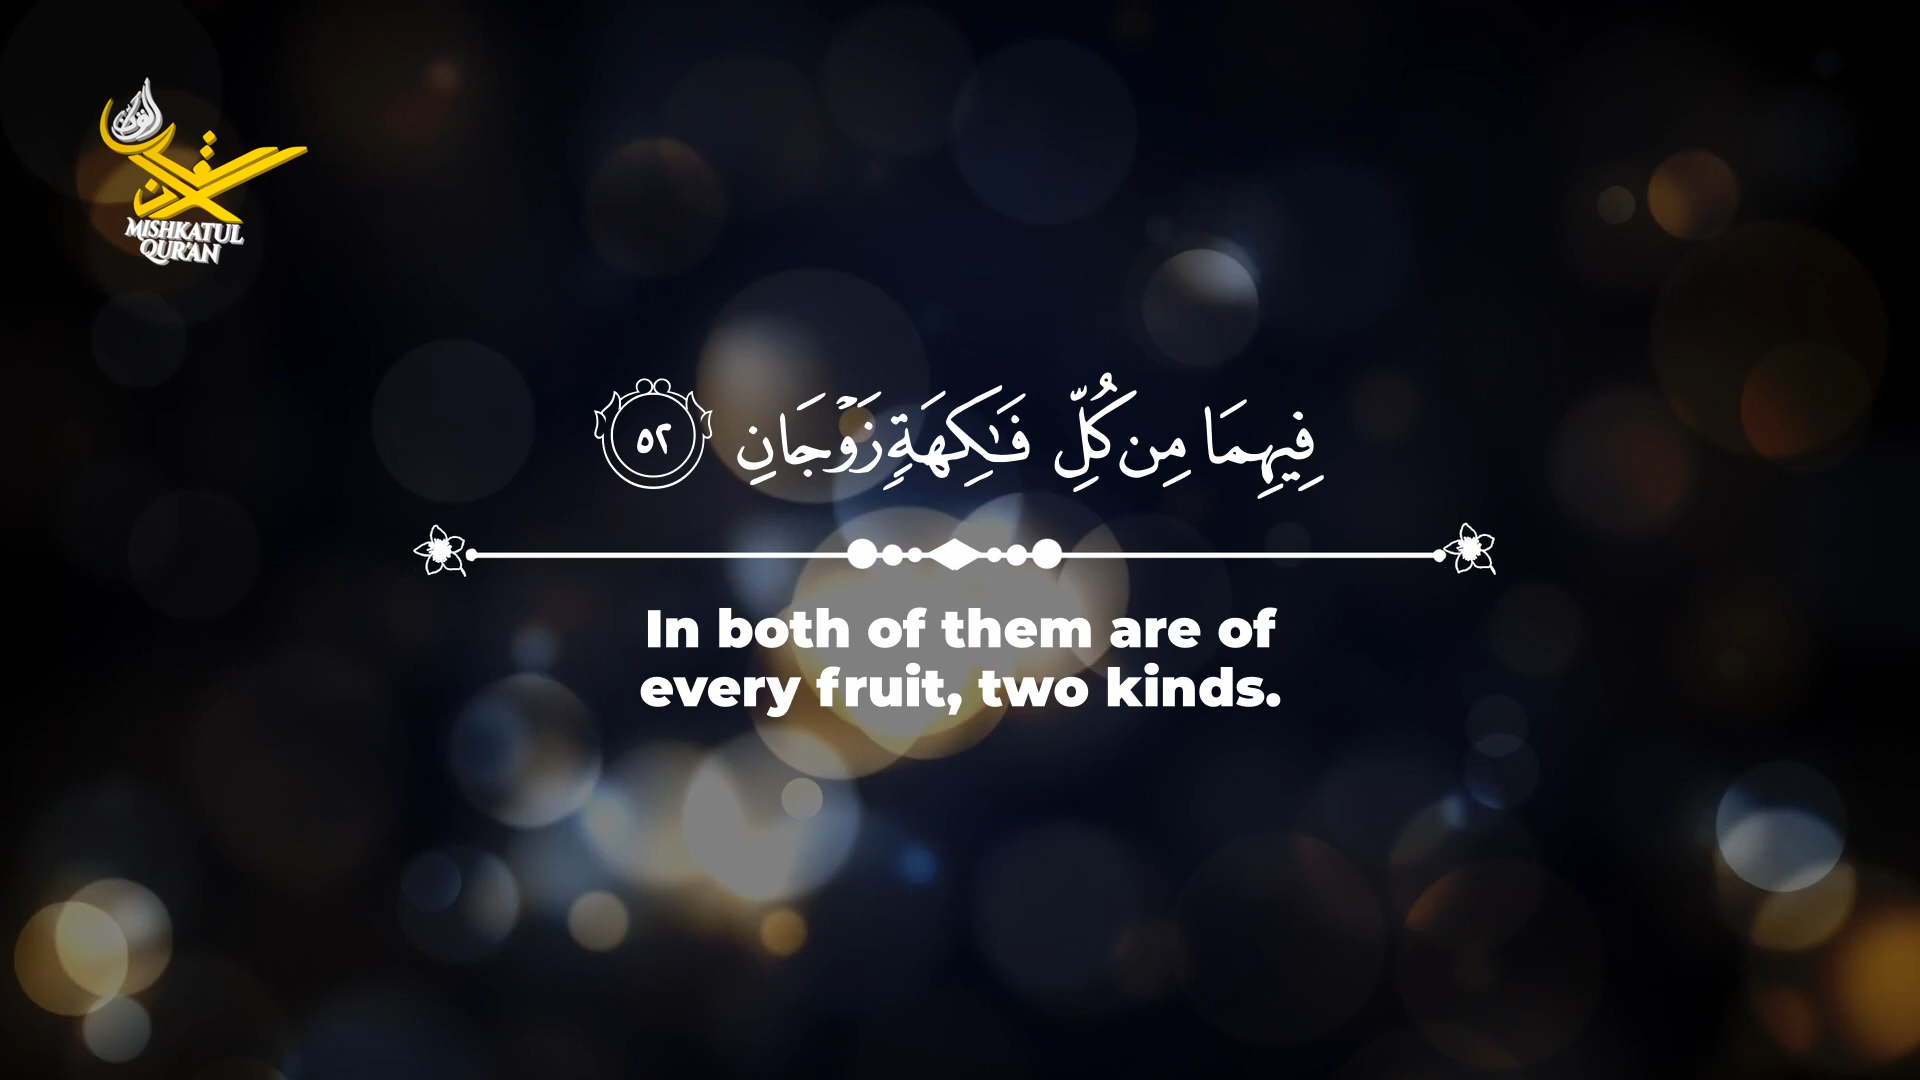 MISHKATUL
QUR'AN
فِيهِمَا مِن كُلِّ فَٰكِهَةٍ زَوْجَانِ ٥٢
In both of them are of
every fruit, two kinds.